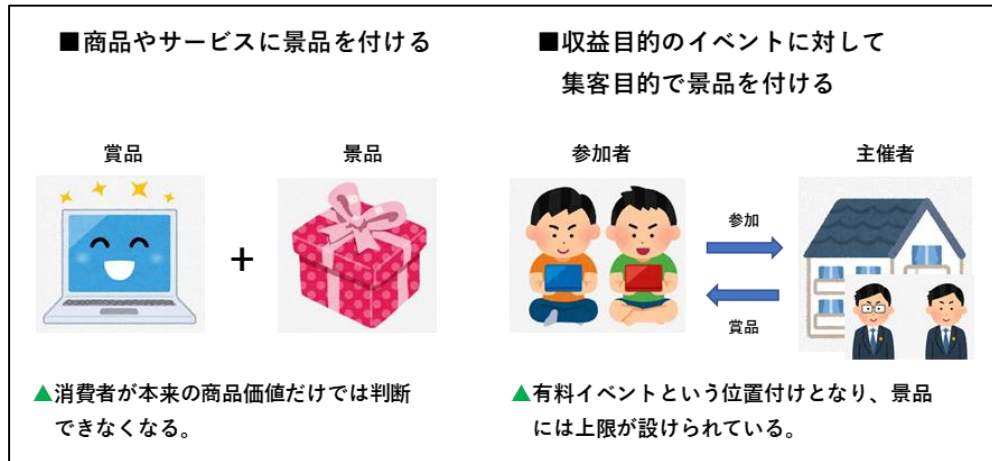 ■商品やサービスに景品を付ける
賞品
景品
+
▲消費者が本来の商品価値だけでは判断
できなくなる。
■収益目的のイベントに対して
集客目的で景品を付ける
参加者
主催者
参加
賞品
▲有料イベントという位置付けとなり、景品
には上限が設けられている。